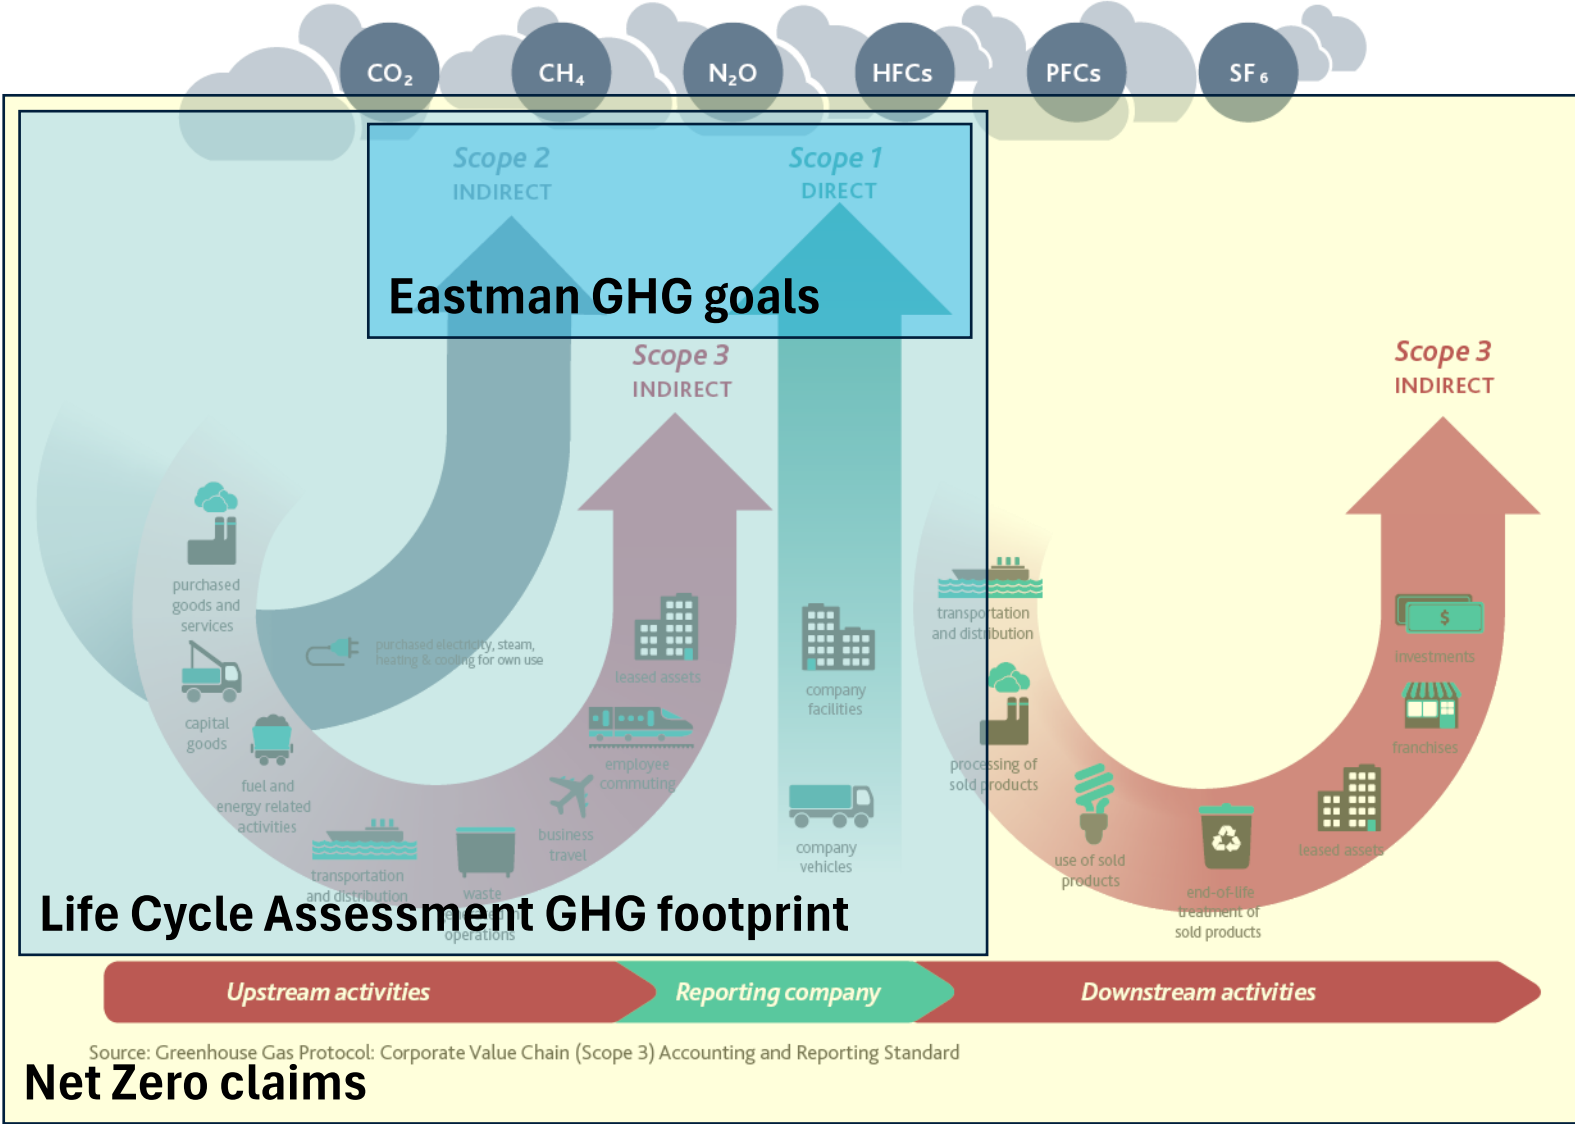 CO₂ CH₄ N₂O HFCs PFCs SF₆
Scope 2
INDIRECT
Scope 1
DIRECT
Eastman GHG goals
Scope 3
INDIRECT
Scope 3
INDIRECT
purchased
goods and
services
capital
goods
fuel and
energy related
activities
purchased electricity, steam,
heating & cooling for own use
transportation
and distribution
waste
generated in
operations
business
travel
employee
commuting
leased assets
company
facilities
company
vehicles
transportation
and distribution
processing of
sold products
use of sold
products
end-of-life
treatment of
sold products
leased assets
franchises
investments
$
Life Cycle Assessment GHG footprint
Upstream activities
Reporting company
Downstream activities
Source: Greenhouse Gas Protocol: Corporate Value Chain (Scope 3) Accounting and Reporting Standard
Net Zero claims